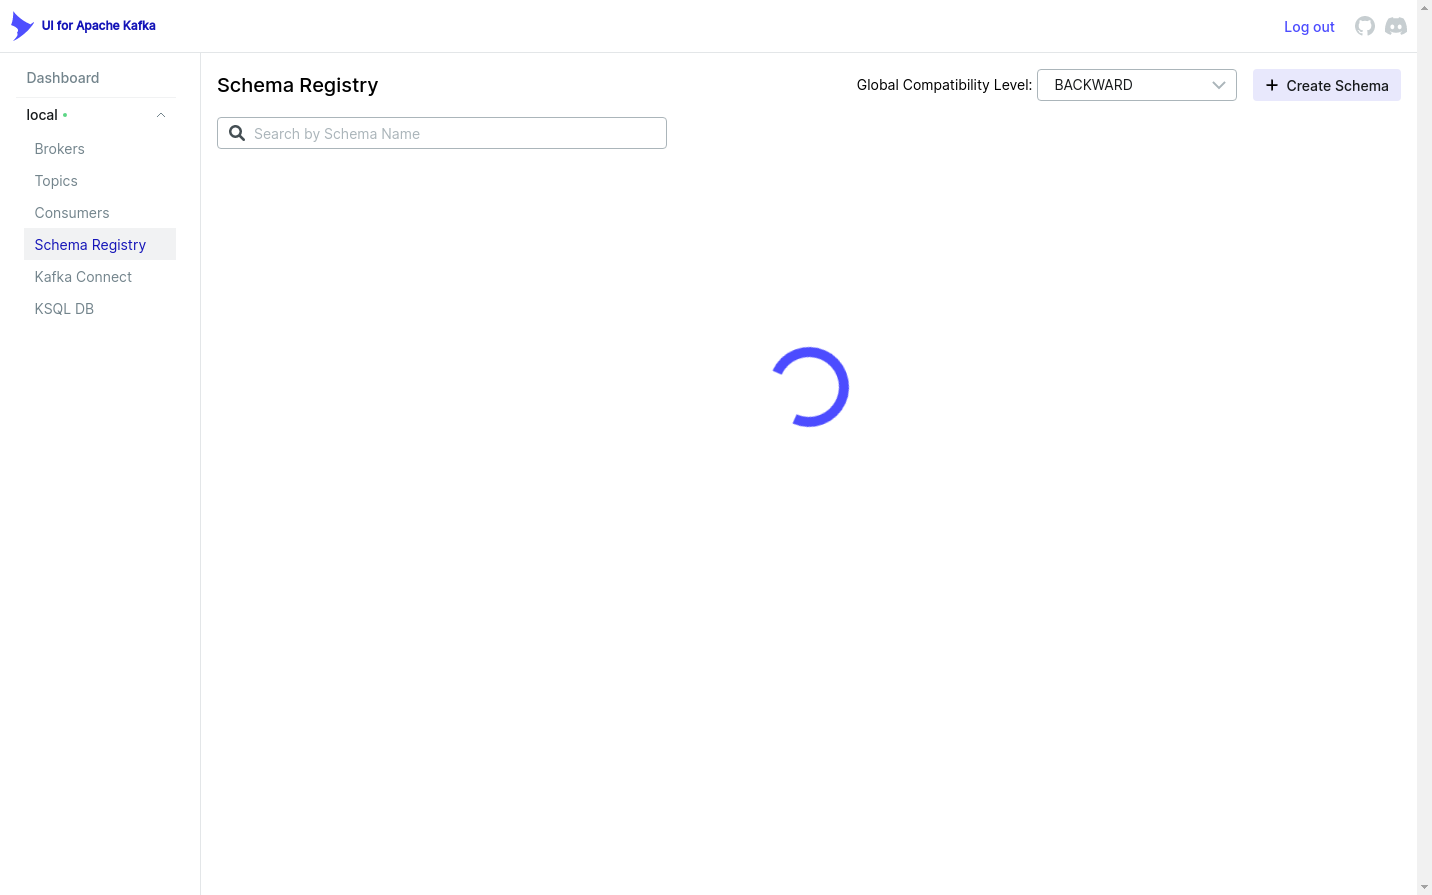 UI for Apache Kafka
Log out
Dashboard
local
Brokers
Topics
Consumers
Schema Registry
Kafka Connect
KSQL DB
Schema Registry
Global Compatibility Level: BACKWARD
Create Schema
Search by Schema Name